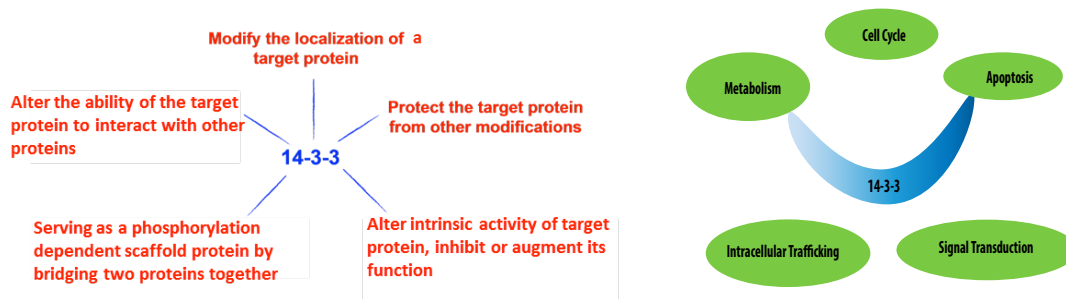 Modify the localization of a
target protein
Alter the ability of the target
protein to interact with other
proteins
Protect the target protein
from other modifications
14-3-3
Serving as a phosphorylation
dependent scaffold protein by
bridging two proteins together
Alter intrinsic activity of target
protein, inhibit or augment its
function
Cell Cycle
Metabolism
Apoptosis
14-3-3
Intracellular Trafficking
Signal Transduction